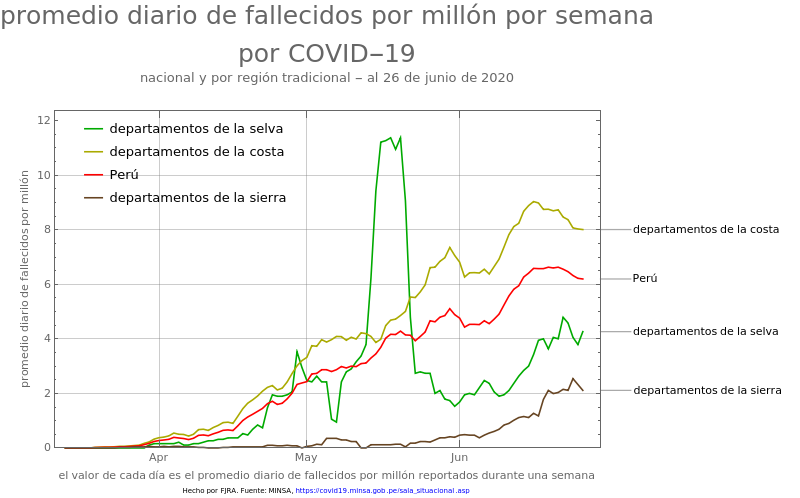 promedio diario de fallecidos por millón por semana
por COVID−19
nacional y por región tradicional − al 26 de junio de 2020
promedio diario de fallecidos por millón
12
10
8
6
4
2
0
departamentos de la selva
departamentos de la costa
Perú
departamentos de la sierra
departamentos de la costa
Perú
departamentos de la selva
departamentos de la sierra
Apr
May
Jun
el valor de cada día es el promedio diario de fallecidos por millón reportados durante una semana
Hecho por FJRA. Fuente: MINSA, https://covid19.minsa.gob.pe/sala_situacional.asp